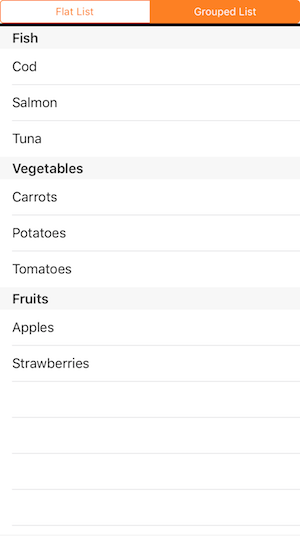 Flat List
Grouped List
Fish
Cod
Salmon
Tuna
Vegetables
Carrots
Potatoes
Tomatoes
Fruits
Apples
Strawberries